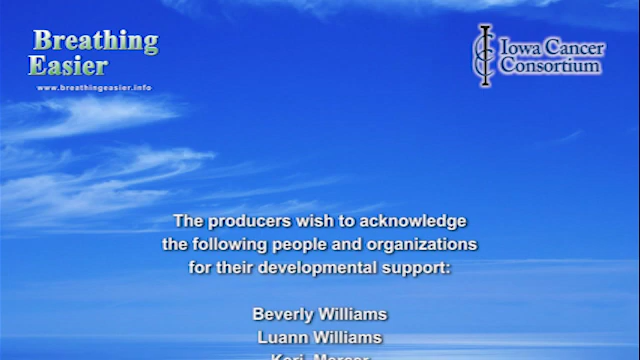 Breathing
Easier
www.breathingeasier.info
Iowa Cancer
Consortium
The producers wish to acknowledge
the following people and organizations
for their developmental support:
Beverly Williams
Luann Williams